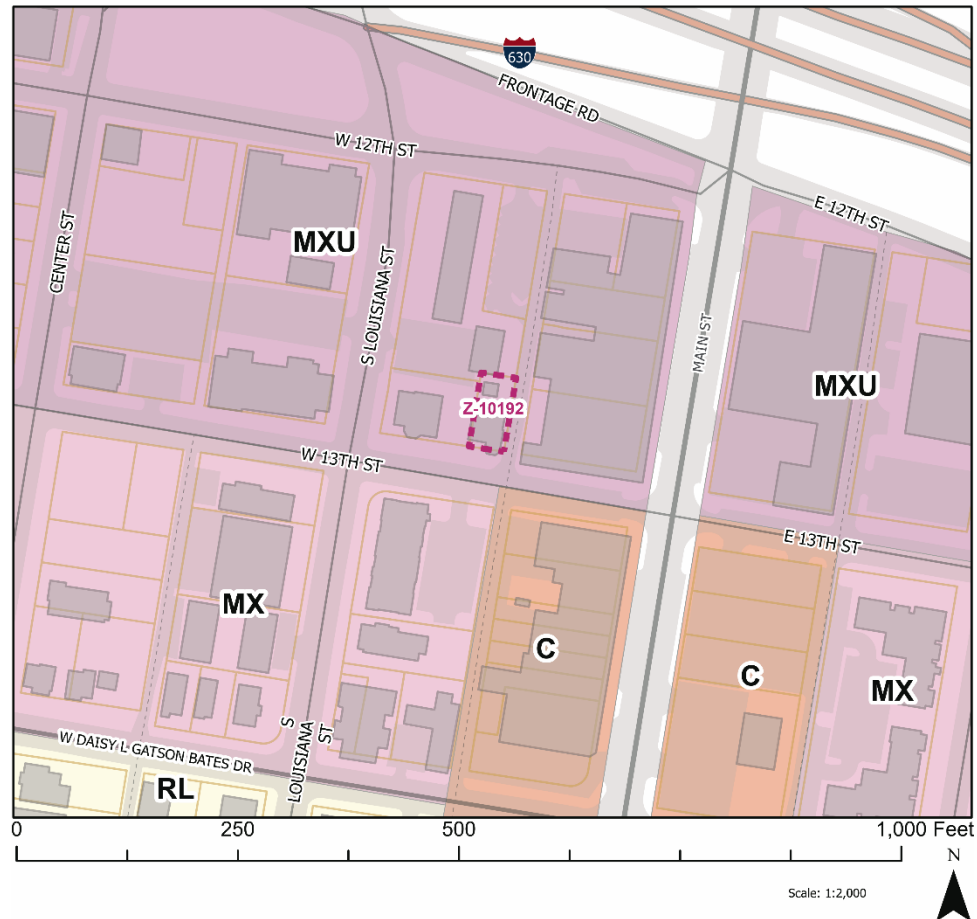 630
FRONTAGE RD
W 12TH ST
E 12TH ST
CENTER ST
MXU
S LOUISIANA ST
MAIN ST
MXU
Z-10192
W 13TH ST
E 13TH ST
MX
C
C
MX
S
LOUISIANA
ST
W DAISY L GATSON BATES DR
RL
0 250 500 1,000 Feet
N
Scale: 1:2,000